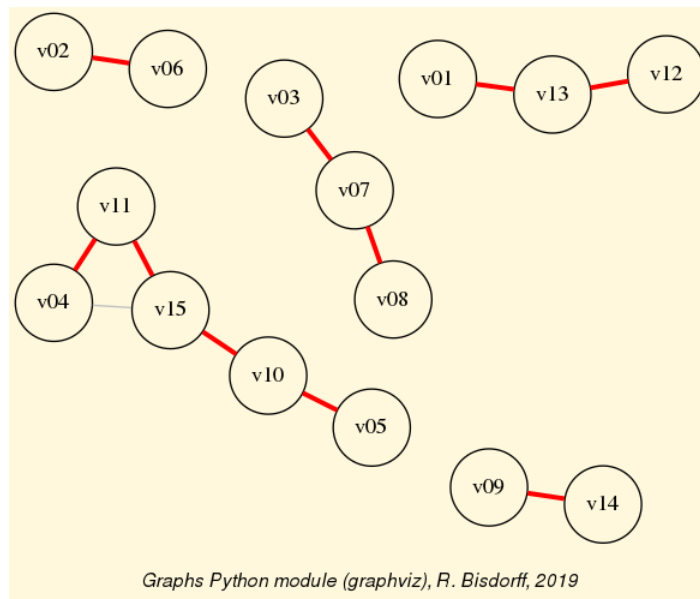 v02
v06
v03
v01
v13
v12
v07
v11
v04
v15
v08
v10
v05
v09
v14
Graphs Python module (graphviz), R. Bisdorff, 2019